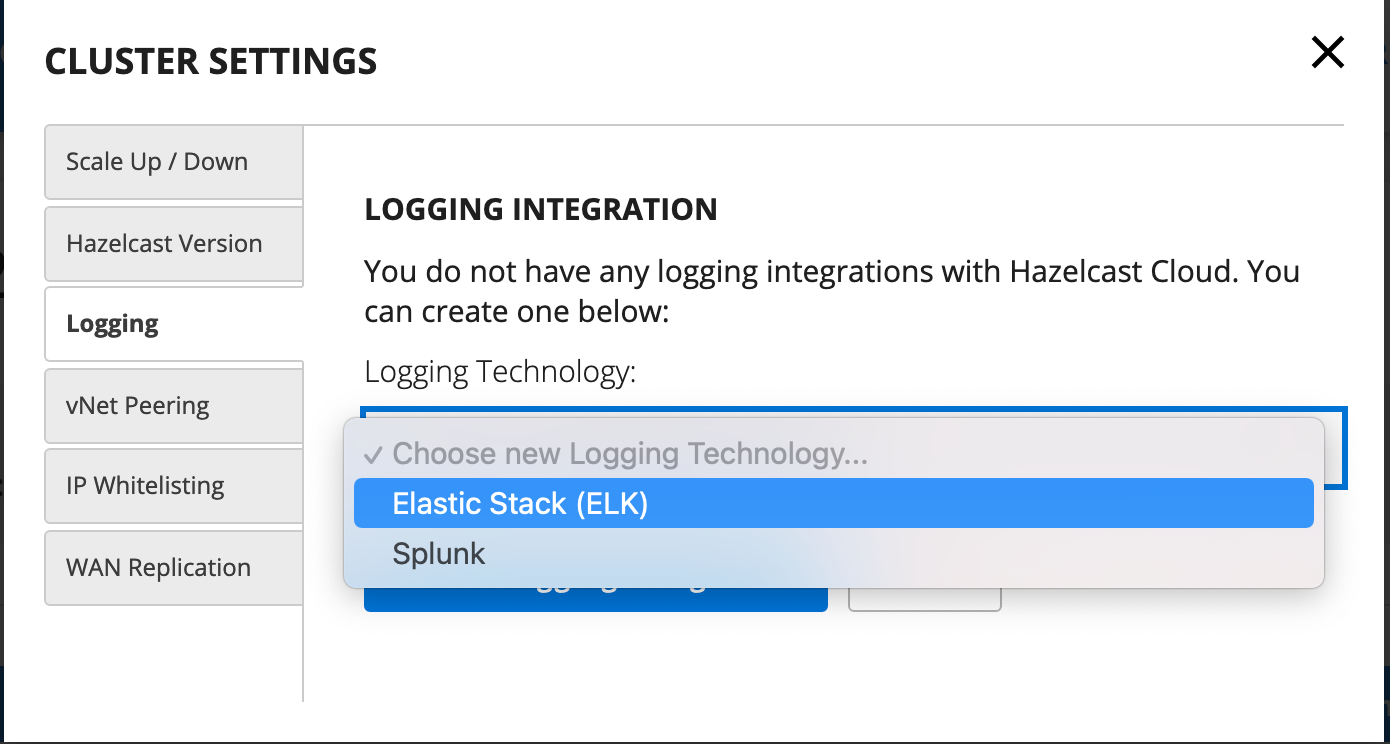 CLUSTER SETTINGS
Scale Up / Down
Hazelcast Version
Logging
vNet Peering
IP Whitelisting
WAN Replication
LOGGING INTEGRATION
You do not have any logging integrations with Hazelcast Cloud. You
can create one below:
Logging Technology:
✓ Choose new Logging Technology...
Elastic Stack (ELK)
Splunk